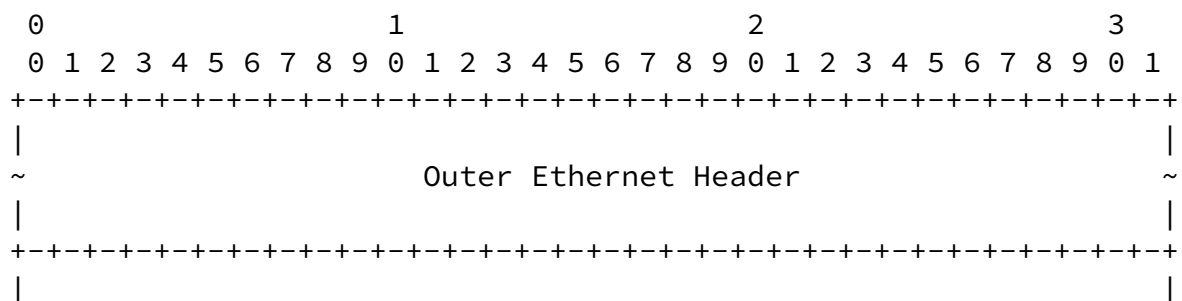 0                   1                   2                   3
 0 1 2 3 4 5 6 7 8 9 0 1 2 3 4 5 6 7 8 9 0 1 2 3 4 5 6 7 8 9 0 1
+-+-+-+-+-+-+-+-+-+-+-+-+-+-+-+-+-+-+-+-+-+-+-+-+-+-+-+-+-+-+-+-+
|                                                               |
~                      Outer Ethernet Header                    ~
|                                                               |
+-+-+-+-+-+-+-+-+-+-+-+-+-+-+-+-+-+-+-+-+-+-+-+-+-+-+-+-+-+-+-+-+
|                                                               |